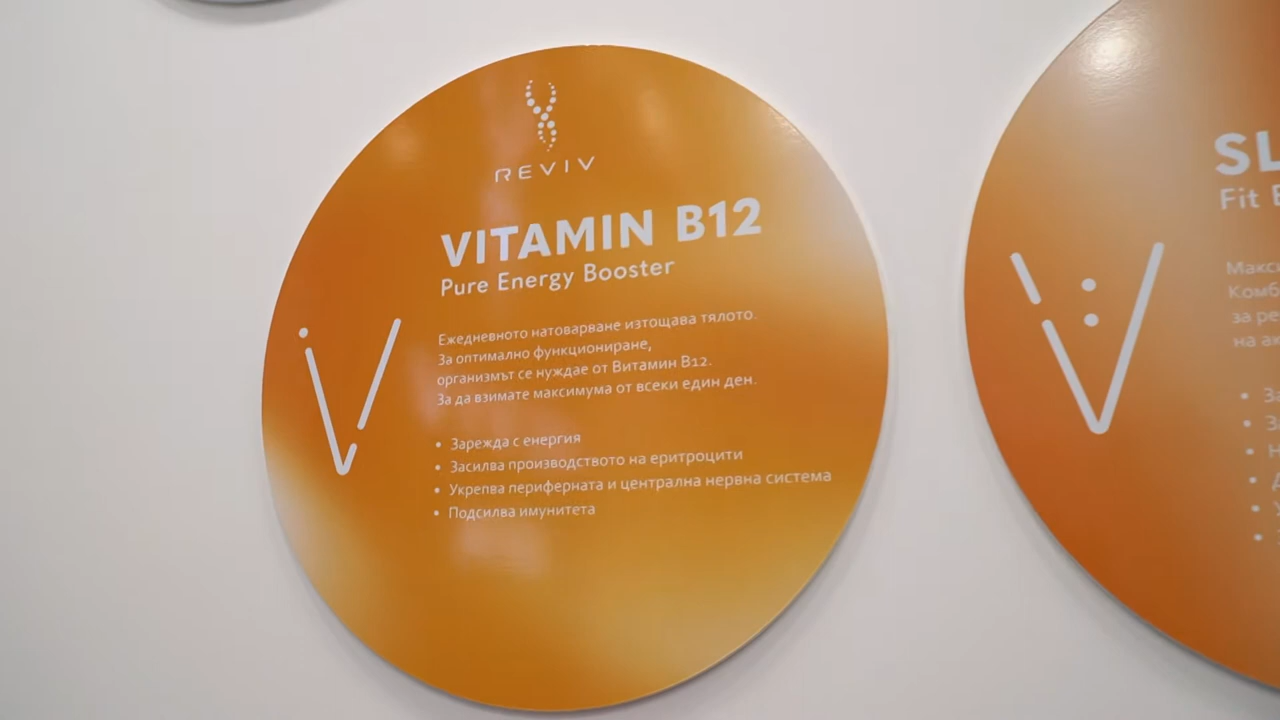 REVIV
VITAMIN B12
Pure Energy Booster
Ежедневното натоварване изтощава тялото.
За оптимално функциониране,
организмът се нуждае от Витамин B12.
За да взимате максимума от всеки един ден.
• Зарежда с енергия
• Засилва производството на еритроцити
• Укрепва периферната и централна нервна система
• Подсилва имунитета
Fit
за
на